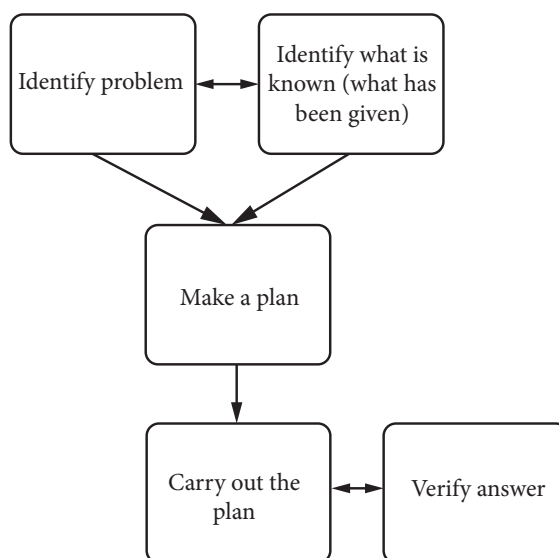 Identify problem
Identify what is
known (what has
been given)
Make a plan
Carry out the
plan
Verify answer